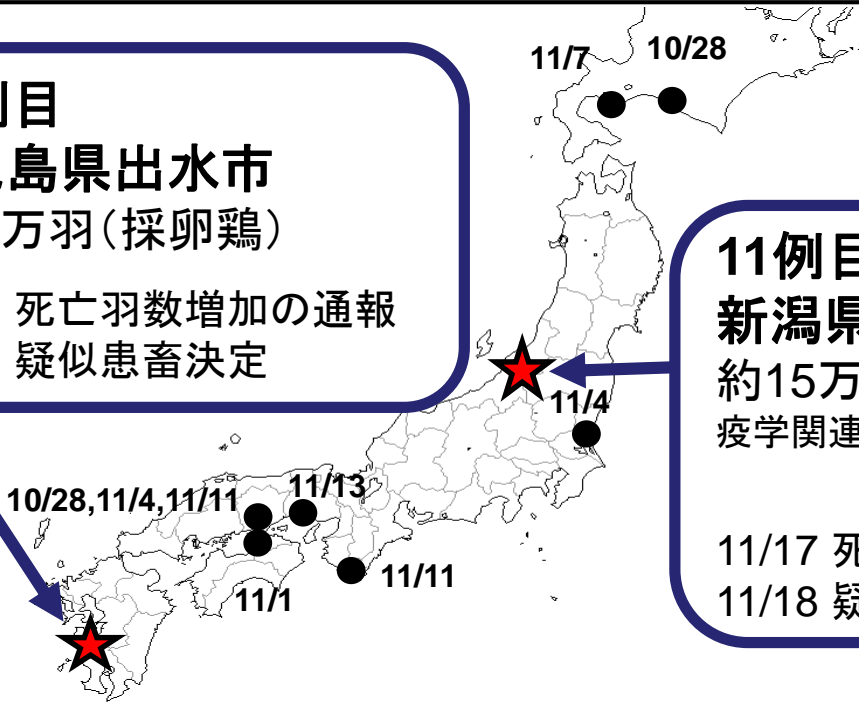 例目
島県出水市
万羽（採卵鶏）
死亡羽数増加の通報
疑似患畜決定
11/7
10/28
11例目
新潟県
約15万
疫学関連
11/17 死
11/18 疑
11/4
10/28,11/4,11/11
11/13
11/1
11/11